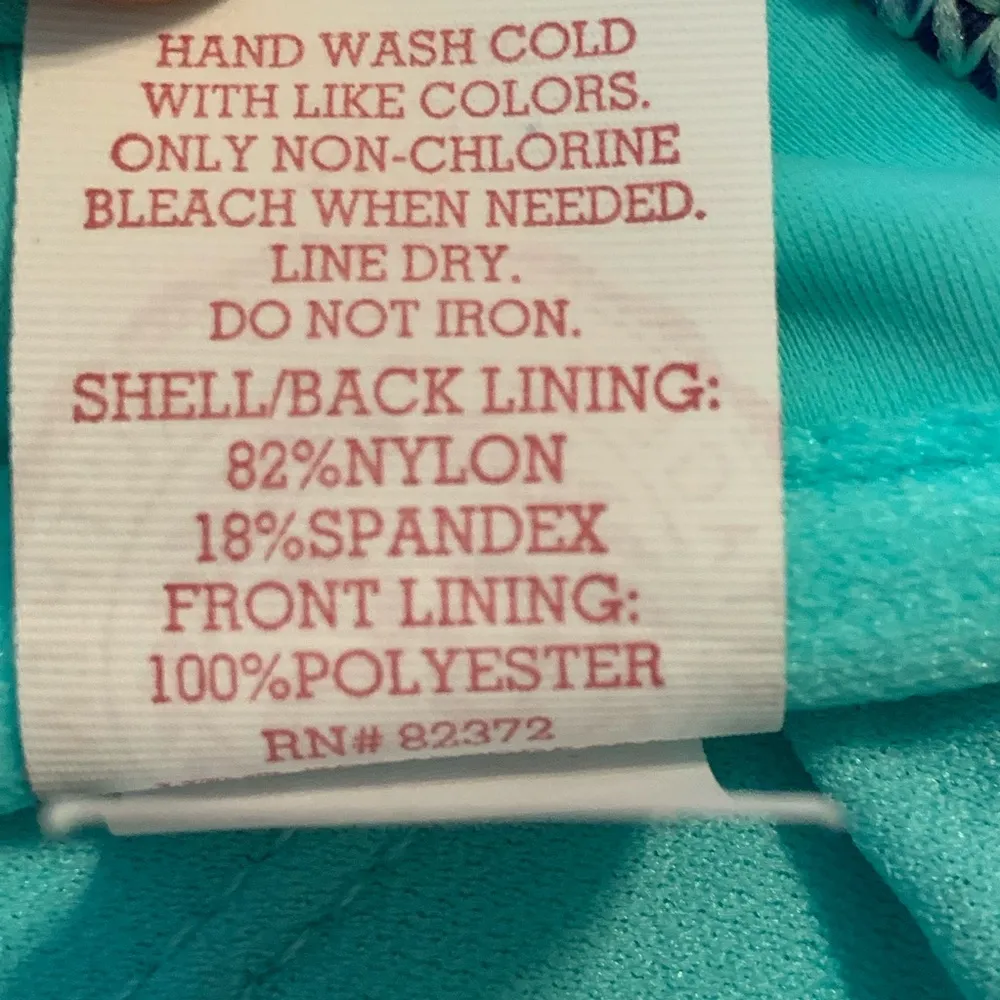 HAND WASH COLD
WITH LIKE COLORS.
ONLY NON-CHLORINE
BLEACH WHEN NEEDED.
LINE DRY.
DO NOT IRON.
SHELL/BACK LINING:
82%NYLON
18%SPANDEX
FRONT LINING:
100%POLYESTER
RN# 82372